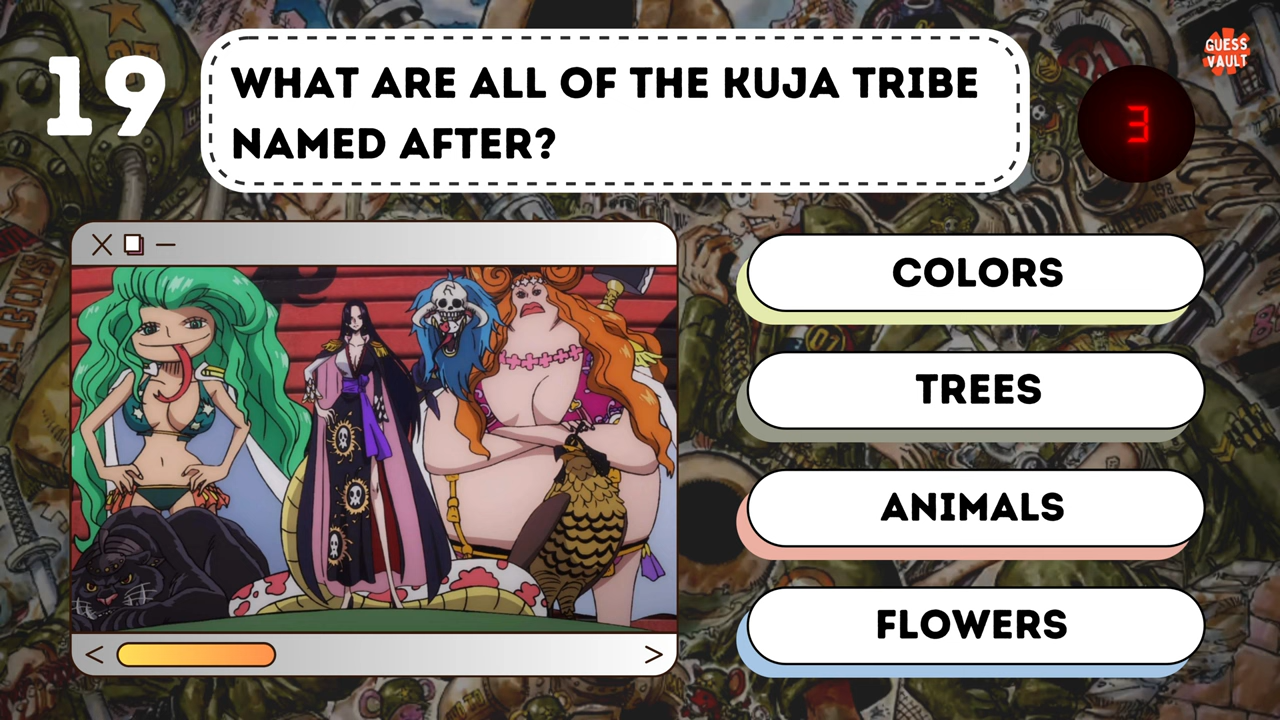 19
WHAT ARE ALL OF THE KUJA TRIBE
NAMED AFTER?
GUESS
VAULT
3
COLORS
TREES
ANIMALS
FLOWERS